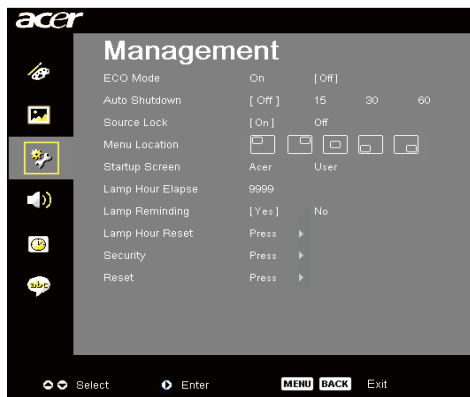 acer
Management
ECO Mode On [Off]
Auto Shutdown [Off] 15 30 60
Source Lock [On] Off
Menu Location
Startup Screen Acer User
Lamp Hour Elapse 9999
Lamp Reminding [Yes] No
Lamp Hour Reset Press
Security Press
Reset Press
abc
Select Enter MENU BACK Exit